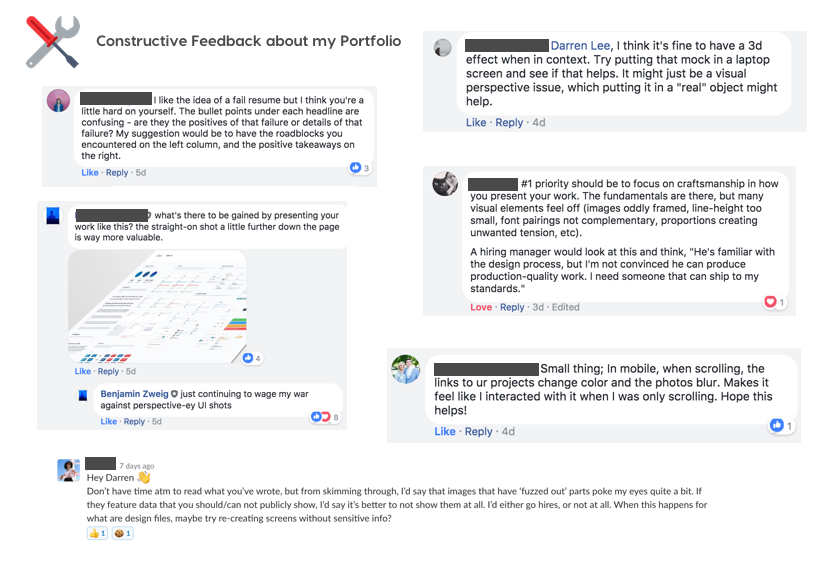 Constructive Feedback about my Portfolio
I like the idea of a fail resume but I think you're a
little hard on yourself. The bullet points under each headline are
confusing - are they the positives of that failure or details of that
failure? My suggestion would be to have the roadblocks you
encountered on the left column, and the positive takeaways on
the right.
3
Like · Reply · 5d
what's there to be gained by presenting your
work like this? the straight-on shot a little further down the page
is way more valuable.
4
Like · Reply · 5d
Benjamin Zweig just continuing to wage my war
against perspective-ey UI shots
Like · Reply · 5d
8
Darren Lee, I think it's fine to have a 3d
effect when in context. Try putting that mock in a laptop
screen and see if that helps. It might just be a visual
perspective issue, which putting it in a "real" object might
help.
Like · Reply · 4d
#1 priority should be to focus on craftsmanship in how
you present your work. The fundamentals are there, but many
visual elements feel off (images oddly framed, line-height too
small, font pairings not complementary, proportions creating
unwanted tension, etc).
A hiring manager would look at this and think, "He's familiar with
the design process, but I'm not convinced he can produce
production-quality work. I need someone that can ship to my
standards."
1
Love · Reply · 3d · Edited
Small thing; In mobile, when scrolling, the
links to ur projects change color and the photos blur. Makes it
feel like I interacted with it when I was only scrolling. Hope this
helps!
1
Like · Reply · 4d
7 days ago
Hey Darren 👋
Don't have time atm to read what you've wrote, but from skimming through, I'd say that images that have 'fuzzed out' parts poke my eyes quite a bit. If
they feature data that you should/can not publicly show, I'd say it's better to not show them at all. I'd either go hires, or not at all. When this happens for
what are design files, maybe try re-creating screens without sensitive info?
👍 1 🍪 1